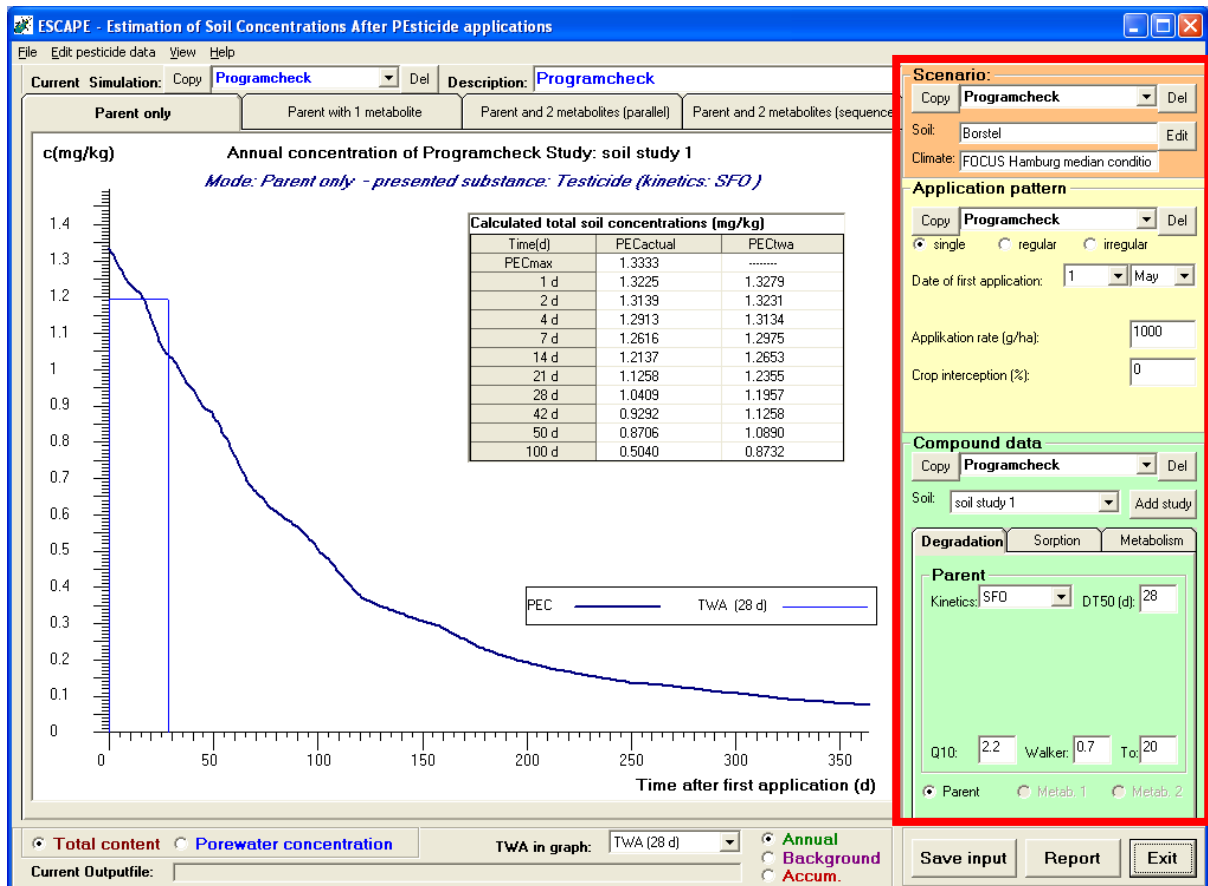 ESCAPE - Estimation of Soil Concentrations After PEsticide applications
File Edit pesticide data View Help
Current Simulation: Copy Programcheck Del Description: Programcheck
Parent only Parent with 1 metabolite Parent and 2 metabolites (parallel) Parent and 2 metabolites (sequence
c(mg/kg) Annual concentration of Programcheck Study: soil study 1
Mode: Parent only - presented substance: Testicide (kinetics: SFO)
Calculated total soil concentrations (mg/kg)
Time(d) PECactual PECtwa
PECmax 1.3333 --------
1 d 1.3225 1.3279
2 d 1.3139 1.3231
4 d 1.2913 1.3134
7 d 1.2616 1.2975
14 d 1.2137 1.2653
21 d 1.1258 1.2355
28 d 1.0409 1.1957
42 d 0.9292 1.1258
50 d 0.8706 1.0890
100 d 0.5040 0.8732
1.4
1.3
1.2
1.1
1
0.9
0.8
0.7
0.6
0.5
0.4
0.3
0.2
0.1
0
PEC TWA (28 d)
0 50 100 150 200 250 300 350
Time after first application (d)
Total content Porewater concentration
TWA in graph: TWA (28 d)
Annual
Background
Accum.
Current Outputfile:
Scenario:
Copy Programcheck Del
Soil: Borstel Edit
Climate: FOCUS Hamburg median conditio
Application pattern
Copy Programcheck Del
single regular irregular
Date of first application: 1 May
Applikation rate (g/ha): 1000
Crop interception (%): 0
Compound data
Copy Programcheck Del
Soil: soil study 1 Add study
Degradation Sorption Metabolism
Parent
Kinetics: SFO DT50 (d): 28
Q10: 2.2 Walker: 0.7 To: 20
Parent Metab. 1 Metab. 2
Save input Report Exit